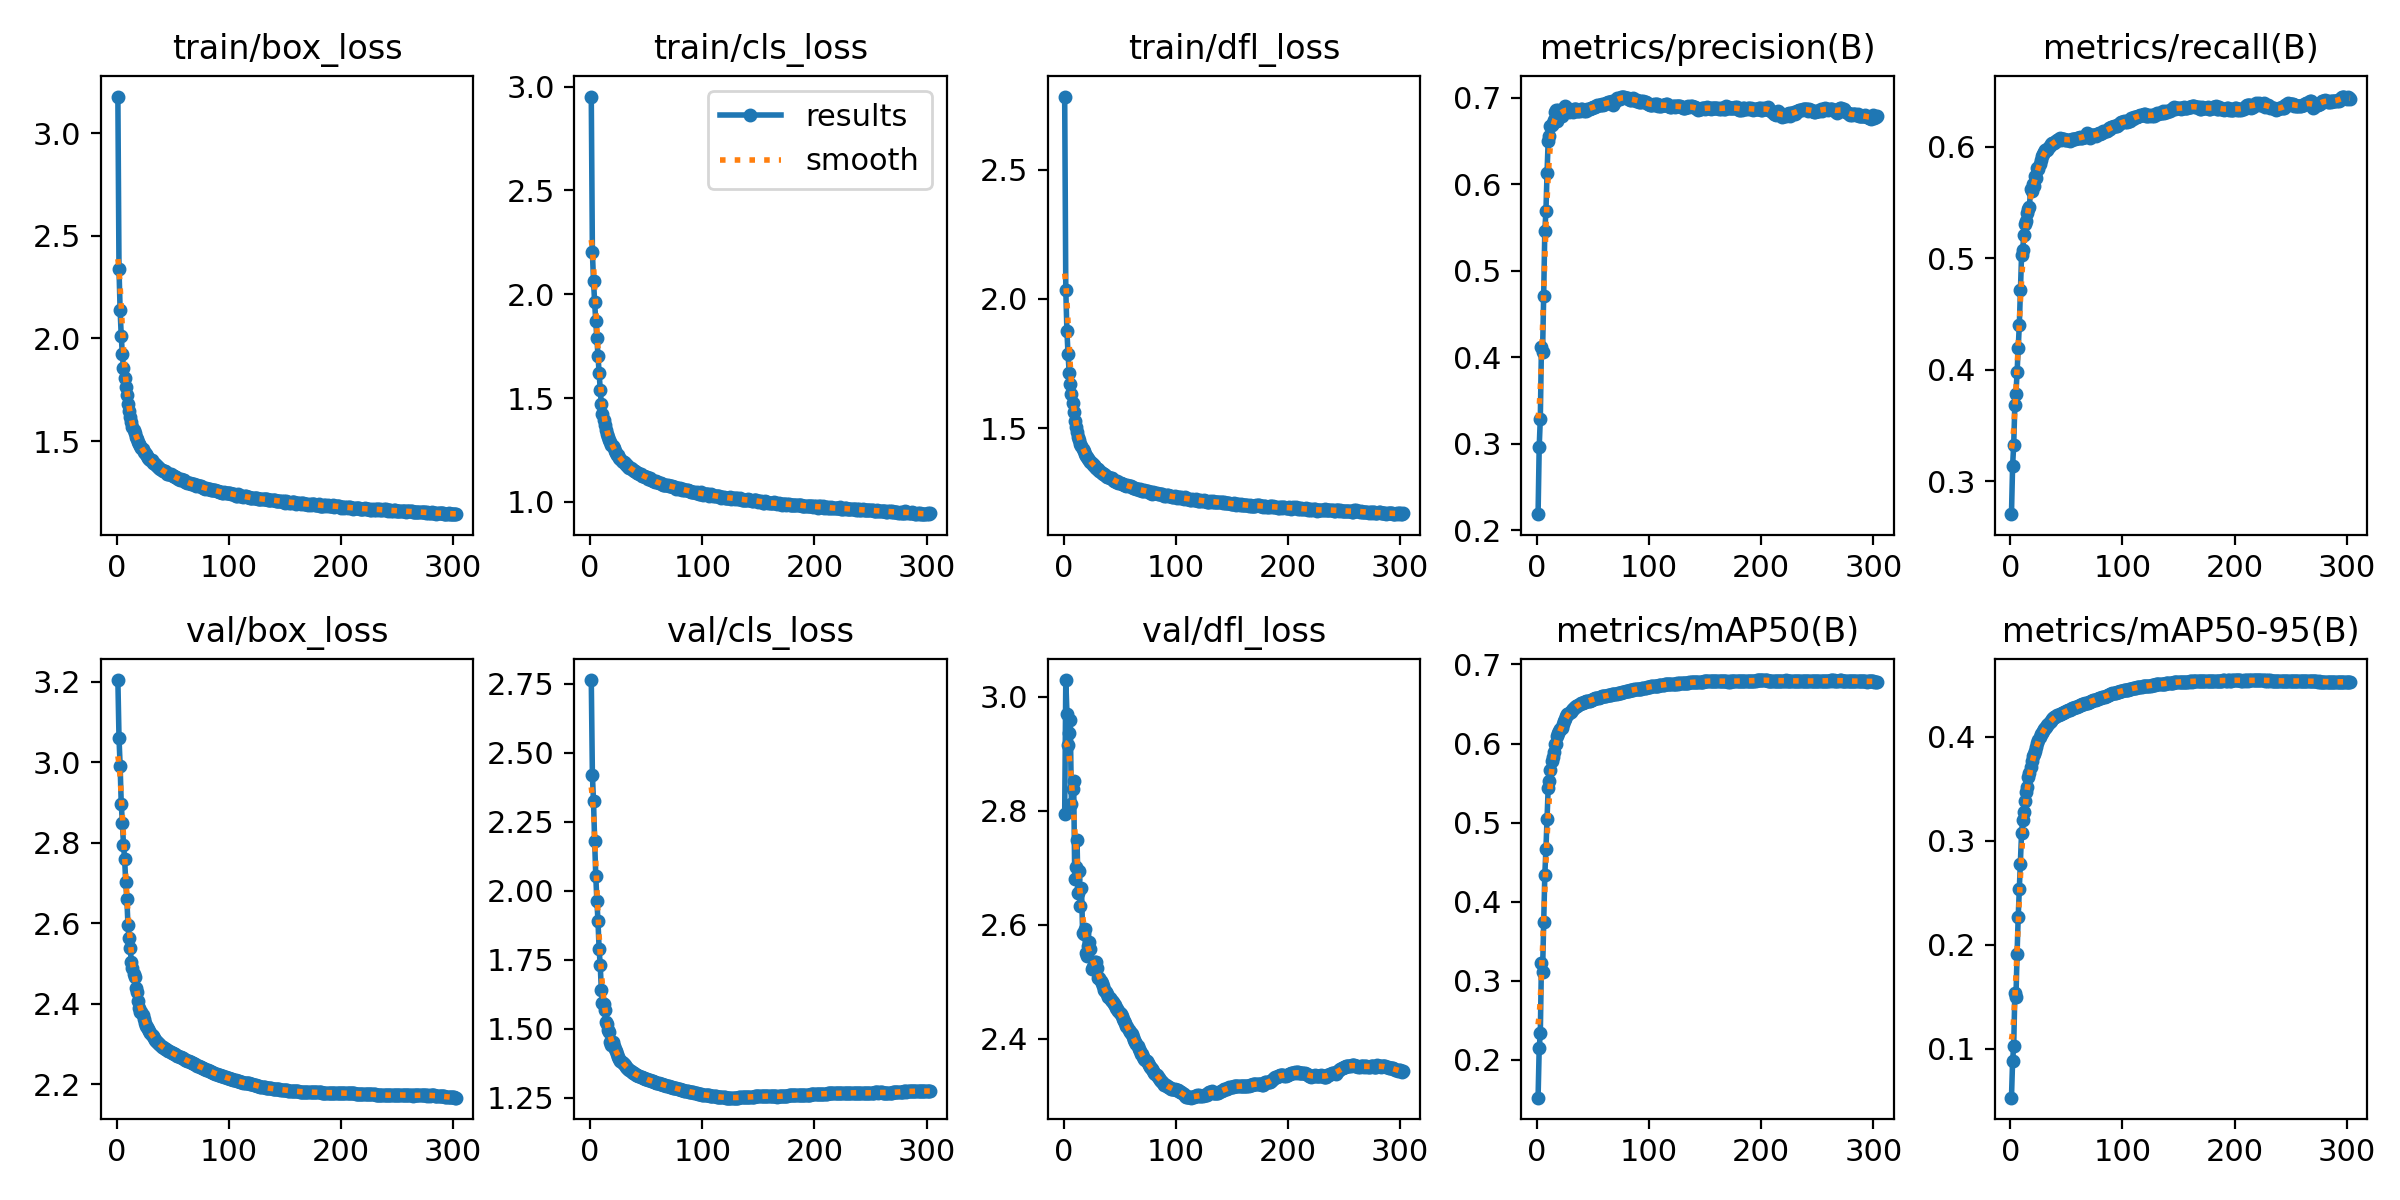 train/box_loss
train/cls_loss
train/dfl_loss
metrics/precision(B)
metrics/recall(B)
3.0
2.5
2.0
1.5
0 100 200 300
results
smooth
3.0
2.5
2.0
1.5
1.0
0 100 200 300
2.5
2.0
1.5
0 100 200 300
0.7
0.6
0.5
0.4
0.3
0.2
0 100 200 300
0.6
0.5
0.4
0.3
0 100 200 300
val/box_loss
val/cls_loss
val/dfl_loss
metrics/mAP50(B)
metrics/mAP50-95(B)
3.2
3.0
2.8
2.6
2.4
2.2
0 100 200 300
2.75
2.50
2.25
2.00
1.75
1.50
1.25
0 100 200 300
3.0
2.8
2.6
2.4
0 100 200 300
0.7
0.6
0.5
0.4
0.3
0.2
0 100 200 300
0.4
0.3
0.2
0.1
0 100 200 300